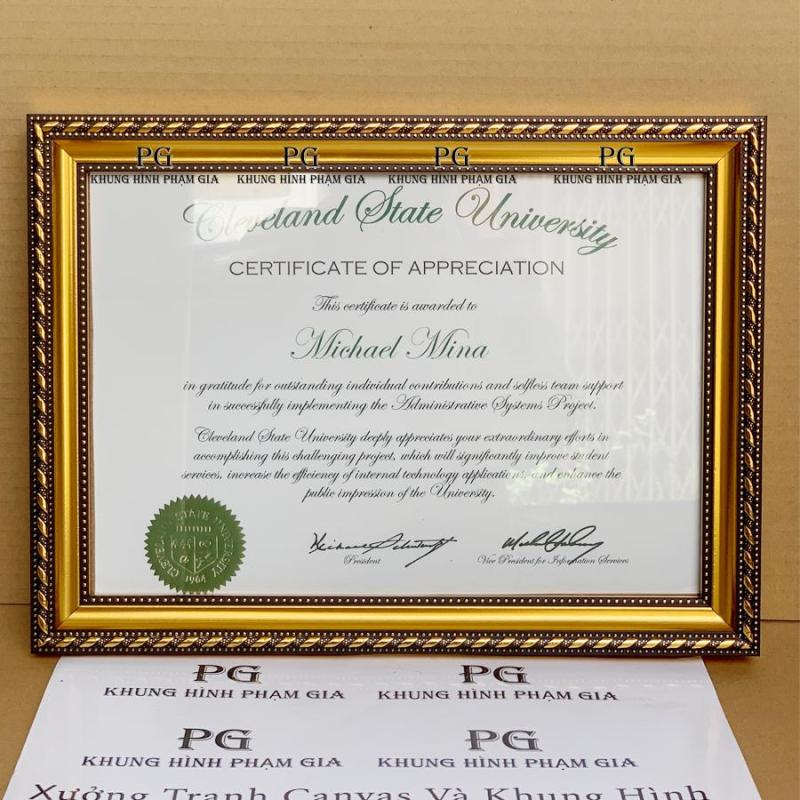 PG PG PG PG
KHUNG HÌNH PHẠM GIA KHUNG HÌNH PHẠM GIA KHUNG HÌNH PHẠM GIA KHUNG HÌNH PHẠM GIA
Cleveland State University
CERTIFICATE OF APPRECIATION
This certificate is awarded to
Michael Mina
in gratitude for outstanding individual contributions and selfless team support
in successfully implementing the Administrative Systems Project.
Cleveland State University deeply appreciates your extraordinary efforts in
accomplishing this challenging project, which will significantly improve student
services, increase the efficiency of internal technology applications, and enhance the
public impression of the University.
CLEVELAND STATE UNIVERSITY
1964
President
Vice President for Information Services
PG PG
KHUNG HÌNH PHẠM GIA KHUNG HÌNH PHẠM GIA
PG PG
KHUNG HÌNH PHẠM GIA KHUNG HÌNH PHẠM GIA
Xưởng Tranh Canvas Và Khung Hình